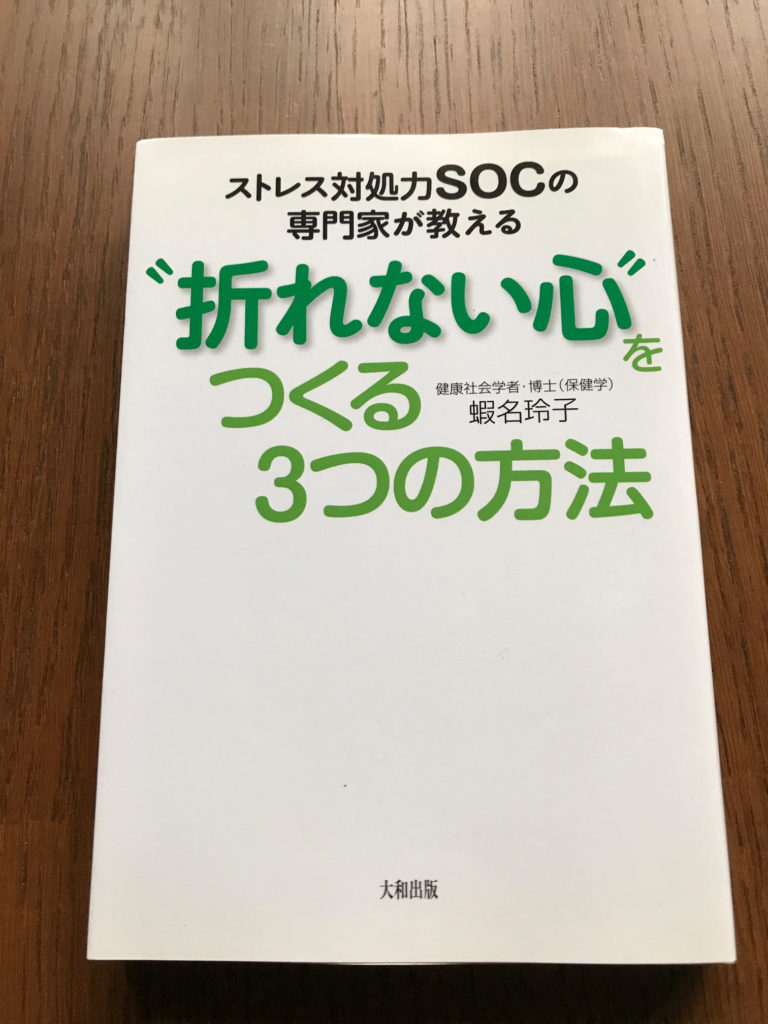 ストレス対処力SOCの
専門家が教える
〝折れない心〟を
つくる
健康社会学者・博士(保健学)
蝦名玲子
3つの方法
大和出版